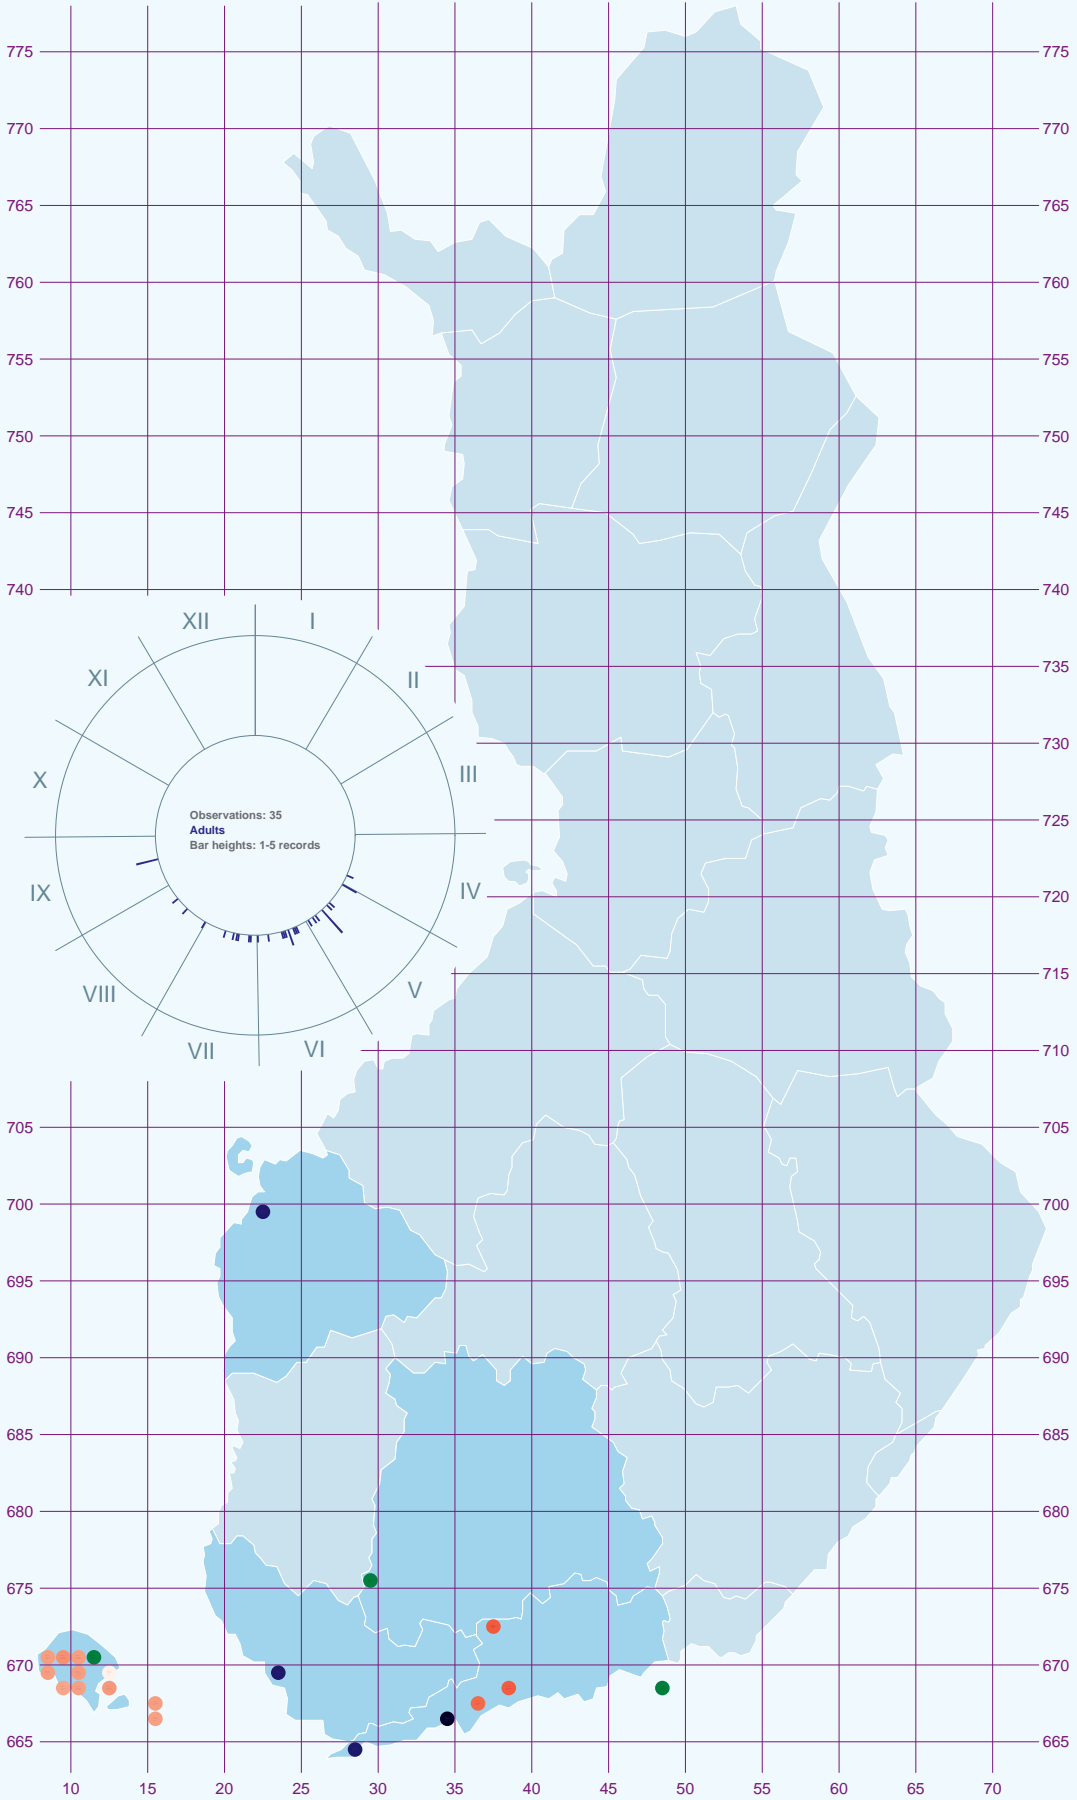 775 775
770 770
765 765
760 760
755 755
750 750
745 745
740 740
XII I
735
XI II
730
X III
Observations: 35
Adults
Bar heights: 1-5 records
725
IX IV
720
715
VIII V
VII VI
710
705 705
700 700
695 695
690 690
685 685
680 680
675 675
670 670
665 665
10 15 20 25 30 35 40 45 50 55 60 65 70